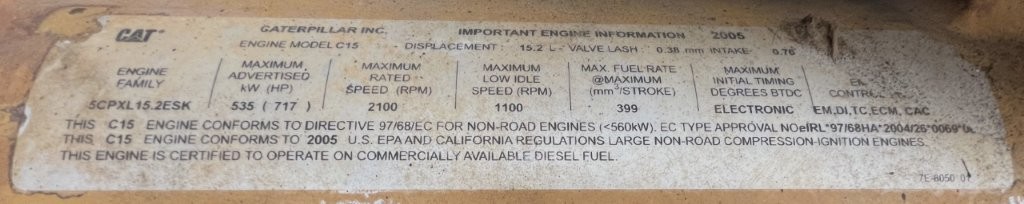 CAT CATERPILLAR INC. IMPORTANT ENGINE INFORMATION 2005
ENGINE MODEL C15 DISPLACEMENT: 15.2 L - VALVE LASH: 0.38 mm INTAKE: 0.76
ENGINE FAMILY
MAXIMUM ADVERTISED kW (HP)
MAXIMUM RATED SPEED (RPM)
MAXIMUM LOW IDLE SPEED (RPM)
MAX. FUEL RATE @MAXIMUM (mm³/STROKE)
MAXIMUM INITIAL TIMING DEGREES BTDC
5CPXL15.2ESK 535 ( 717 ) 2100 1100 399 ELECTRONIC EM,DI,TC,ECM, CAC
THIS C15 ENGINE CONFORMS TO DIRECTIVE 97/68/EC FOR NON-ROAD ENGINES (<560kW). EC TYPE APPROVAL NO
THIS C15 ENGINE CONFORMS TO 2005 U.S. EPA AND CALIFORNIA REGULATIONS LARGE NON-ROAD COMPRESSION-IGNITION ENGINES.
THIS ENGINE IS CERTIFIED TO OPERATE ON COMMERCIALLY AVAILABLE DIESEL FUEL.
7E-6050 01